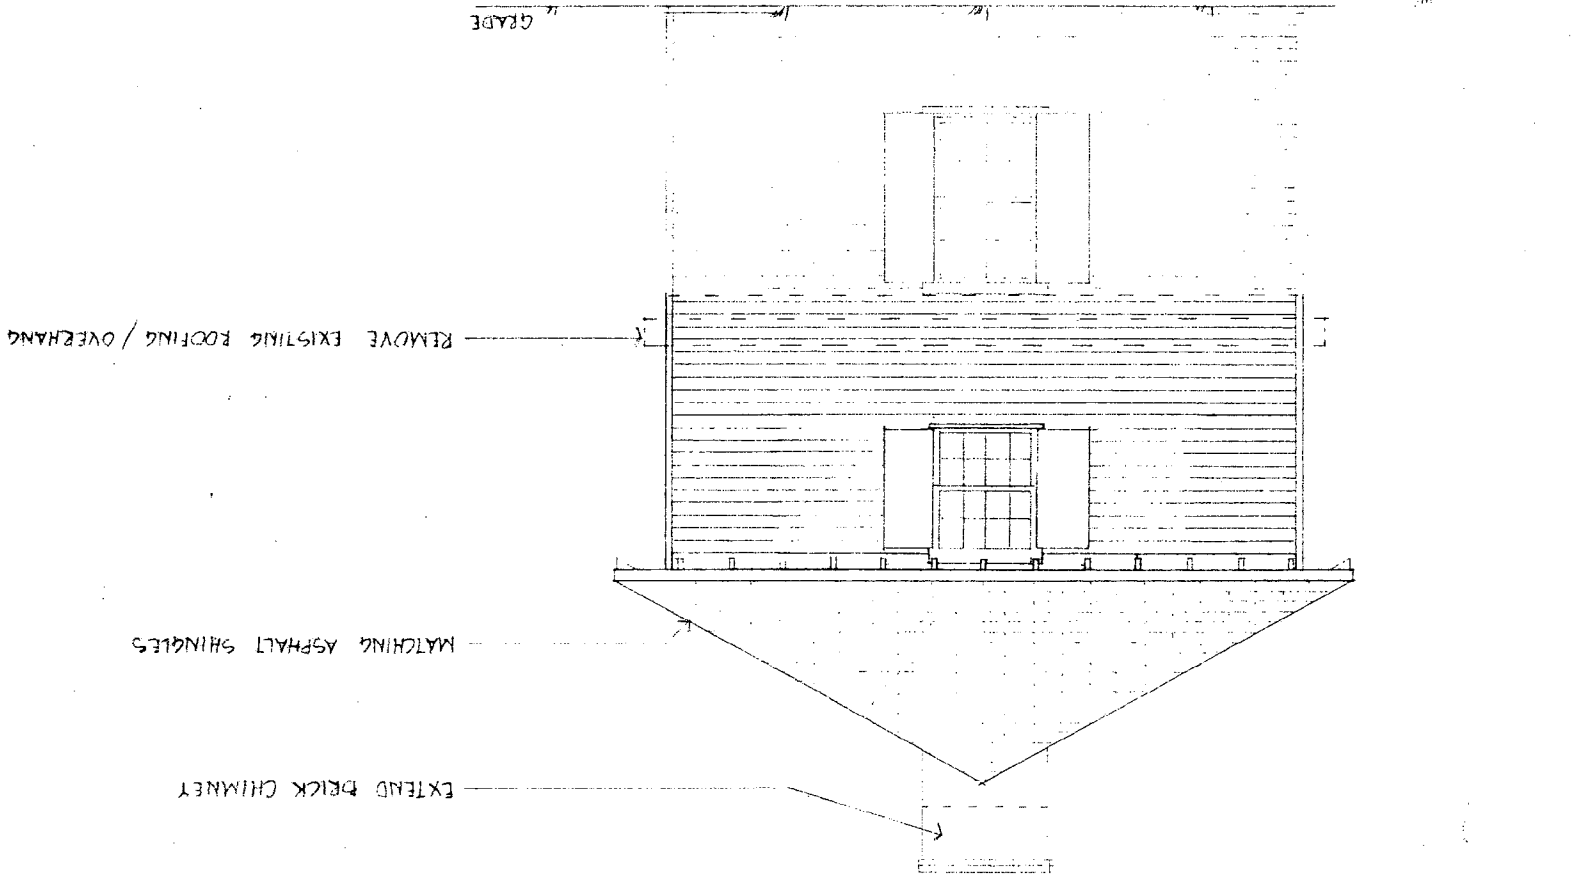 EXTEND BRICK CHIMNEY
MATCHING ASPHALT SHINGLES
REMOVE EXISTING ROOFING / OVERHANG
GRADE